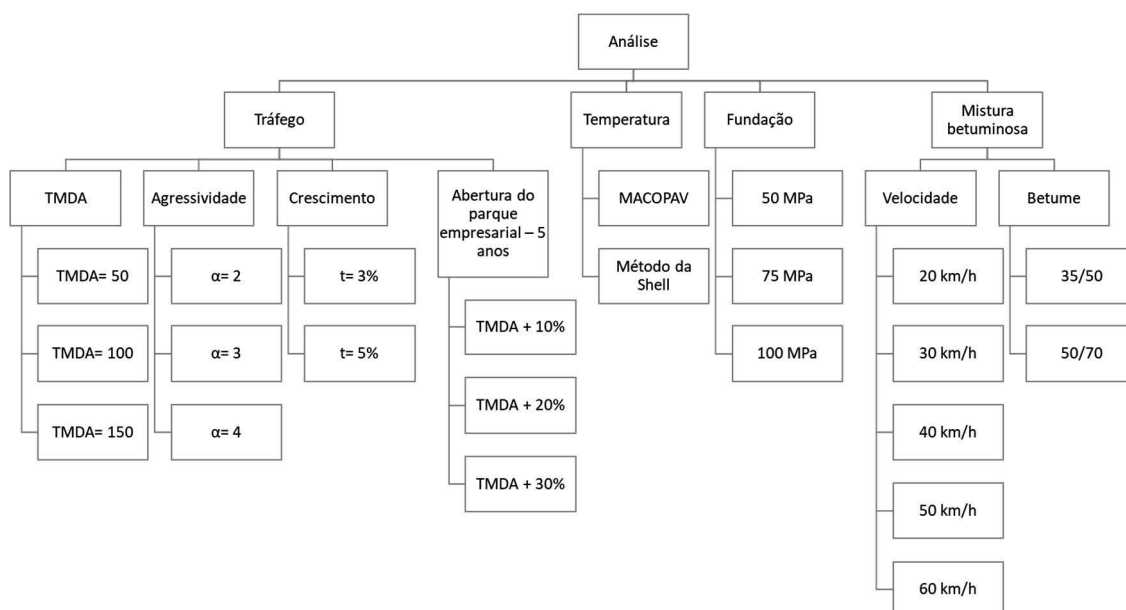 Análise
Tráfego
Temperatura
Fundação
Mistura
betuminosa
TMDA
Agressividade
Crescimento
Abertura do
parque
empresarial – 5
anos
MACOPAV
50 MPa
Velocidade
Betume
TMDA= 50
α= 2
t= 3%
Método da
Shell
75 MPa
20 km/h
35/50
TMDA + 10%
TMDA= 100
α= 3
t= 5%
100 MPa
30 km/h
50/70
TMDA + 20%
TMDA= 150
α= 4
40 km/h
TMDA + 30%
50 km/h
60 km/h